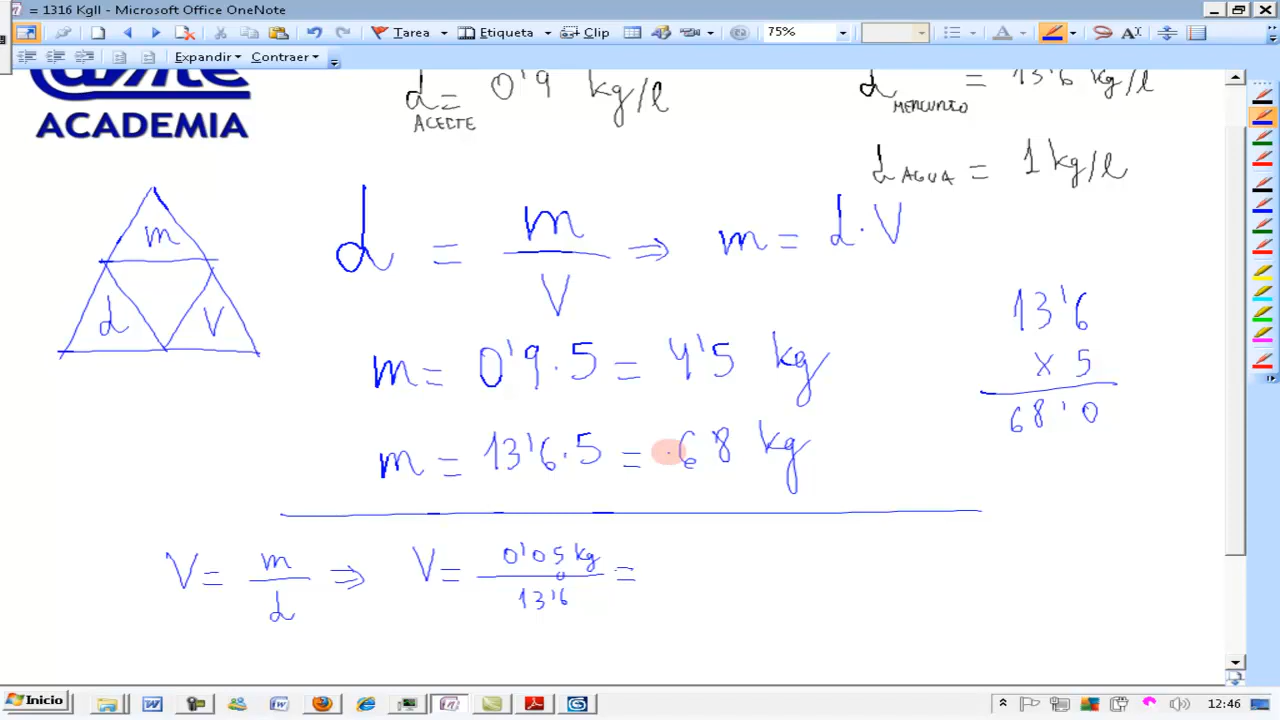 = 1316 KgII - Microsoft Office OneNote
Tarea Etiqueta Clip 75%
Expandir Contraer
ACADEMIA
d = 0'9 kg/l
ACEITE
d = 13'6 kg/l
MERCURIO
d AGUA = 1 kg/l
m
d V
d = m/V ⇒ m = d · V
m = 0'9 · 5 = 4'5 kg
m = 13'6 · 5 = 68 kg
13'6
x 5
68'0
V = m/d ⇒ V = 0'05 kg/13'6 =
Inicio 12:46